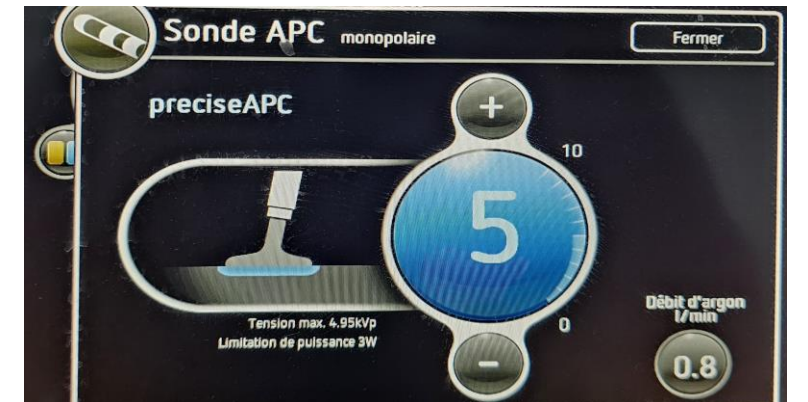 Sonde APC monopolaire
Fermer
preciseAPC
+
10
5
Tension max. 4.95kVp
Limitation de puissance 3W
0
-
Débit d'argon
l/min
0.8